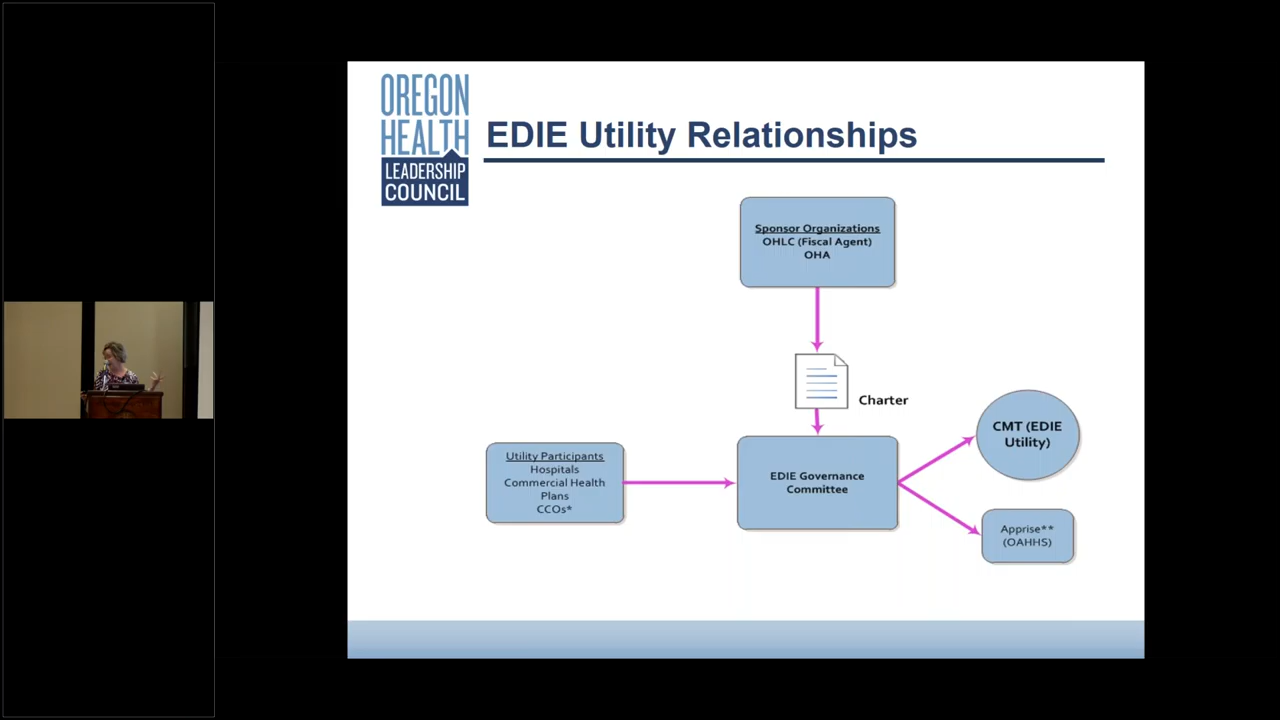 OREGON
HEALTH
LEADERSHIP
COUNCIL
EDIE Utility Relationships
Sponsor Organizations
OHLC (Fiscal Agent)
OHA
Charter
Utility Participants
Hospitals
Commercial Health
Plans
CCOs*
EDIE Governance
Committee
CMT (EDIE
Utility)
Apprise**
(OAHHS)